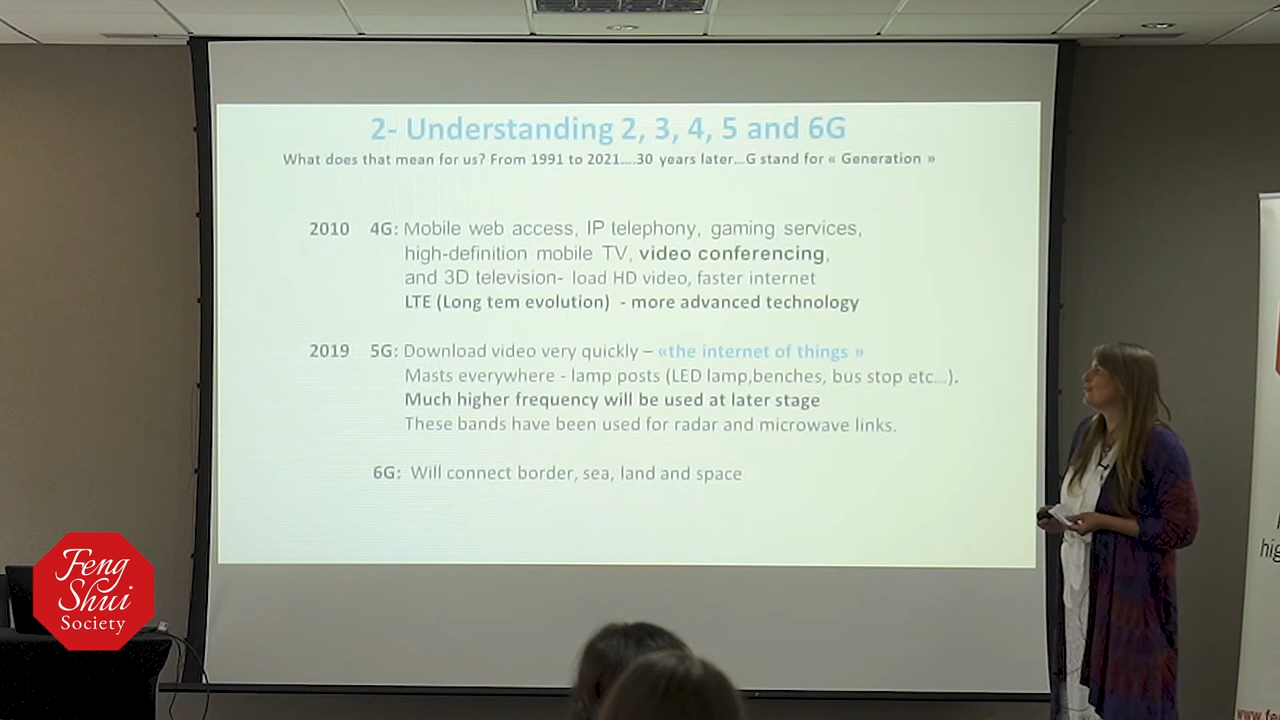 2- Understanding 2, 3, 4, 5 and 6G
What does that mean for us? From 1991 to 2021....30 years later...G stand for « Generation »
2010 4G: Mobile web access, IP telephony, gaming services,
high-definition mobile TV, video conferencing,
and 3D television- load HD video, faster internet
LTE (Long tem evolution) - more advanced technology
2019 5G: Download video very quickly – «the internet of things »
Masts everywhere - lamp posts (LED lamp,benches, bus stop etc...).
Much higher frequency will be used at later stage
These bands have been used for radar and microwave links.
6G: Will connect border, sea, land and space
Feng
Shui
Society